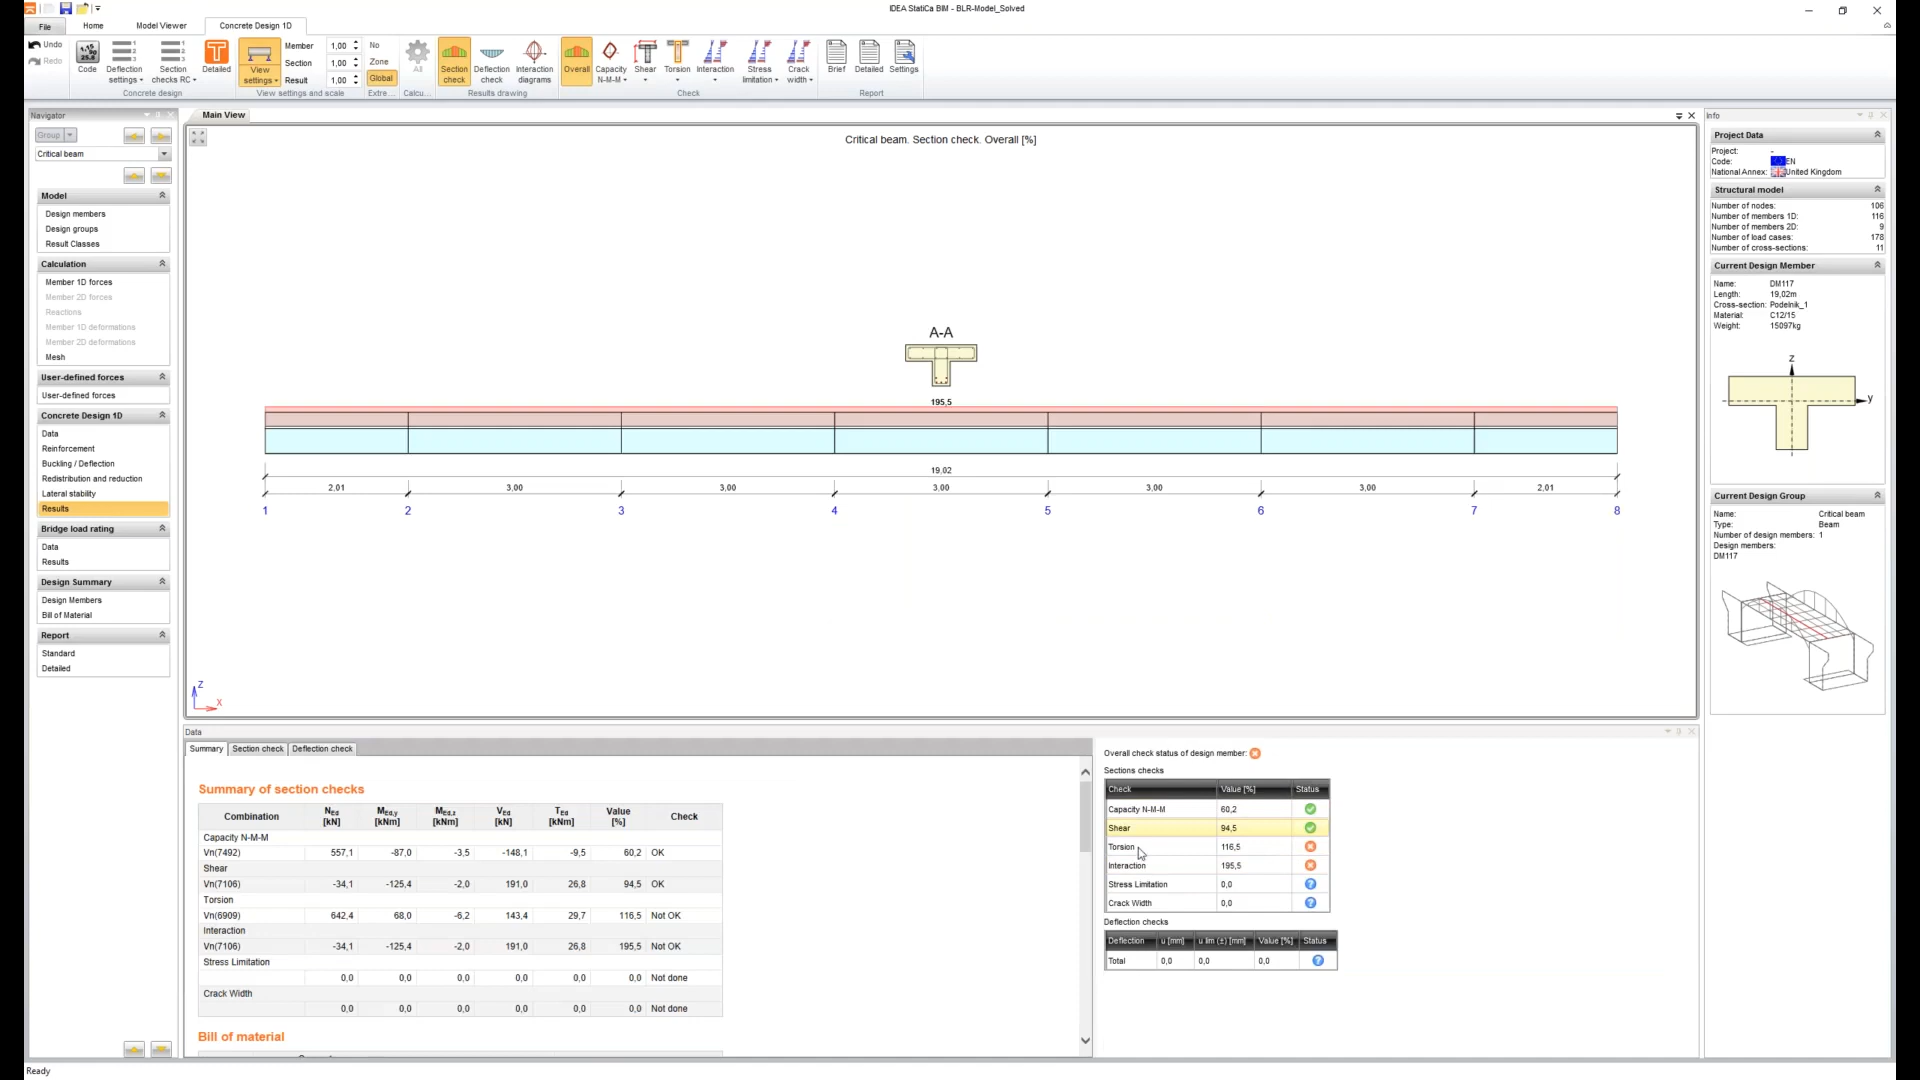 IDEA StatiCa BIM - BLR-Model_Solved
File
Home
Model Viewer
Concrete Design 1D
Undo
Redo
Code
Deflection settings
Section checks RC
Detailed
Concrete design
View settings
Member 1,00
Section 1,00
Result 1,00
View settings and scale
No
Zone
Global
Extre...
All
Calcu...
Section check
Deflection check
Interaction diagrams
Results drawing
Overall
Capacity N-M-M
Shear
Torsion
Interaction
Stress limitation
Crack width
Check
Brief
Detailed
Settings
Report
Navigator
Group
Critical beam
Model
Design members
Design groups
Result Classes
Calculation
Member 1D forces
Member 2D forces
Reactions
Member 1D deformations
Member 2D deformations
Mesh
User-defined forces
User-defined forces
Concrete Design 1D
Data
Reinforcement
Buckling / Deflection
Redistribution and reduction
Lateral stability
Results
Bridge load rating
Data
Results
Design Summary
Design Members
Bill of Material
Report
Standard
Detailed
Main View
Critical beam. Section check. Overall [%]
A-A
195,5
19.02
2,01 3,00 3,00 3,00 3,00 3,00 2,01
1 2 3 4 5 6 7 8
Z
X
Data
Summary
Section check
Deflection check
Summary of section checks
Combination NEd [kN] MEd,y [kNm] MEd,z [kNm] VEd [kN] TEd [kNm] Value [%] Check
Capacity N-M-M
Vn(7492) 557,1 -87,0 -3,5 -148,1 -9,5 60,2 OK
Shear
Vn(7106) -34,1 -125,4 -2,0 191,0 26,8 94,5 OK
Torsion
Vn(6909) 642,4 68,0 -6,2 143,4 29,7 116,5 Not OK
Interaction
Vn(7106) -34,1 -125,4 -2,0 191,0 26,8 195,5 Not OK
Stress Limitation
0,0 0,0 0,0 0,0 0,0 0,0 Not done
Crack Width
0,0 0,0 0,0 0,0 0,0 0,0 Not done
Bill of material
Overall check status of design member:
Sections checks
Check Value [%] Status
Capacity N-M-M 60,2
Shear 94,5
Torsion 116,5
Interaction 195,5
Stress Limitation 0,0
Crack Width 0,0
Deflection checks
Deflection u [mm] u lim (±) [mm] Value [%] Status
Total 0,0 0,0 0,0
Info
Project Data
Project: -
Code: EN
National Annex: United Kingdom
Structural model
Number of nodes: 106
Number of members 1D: 116
Number of members 2D: 9
Number of load cases: 178
Number of cross-sections: 11
Current Design Member
Name: DM117
Length: 19,02m
Cross-section: Podelnik_1
Material: C12/15
Weight: 15097kg
z
y
Current Design Group
Name: Critical beam
Type: Beam
Number of design members: 1
Design members:
DM117
Ready